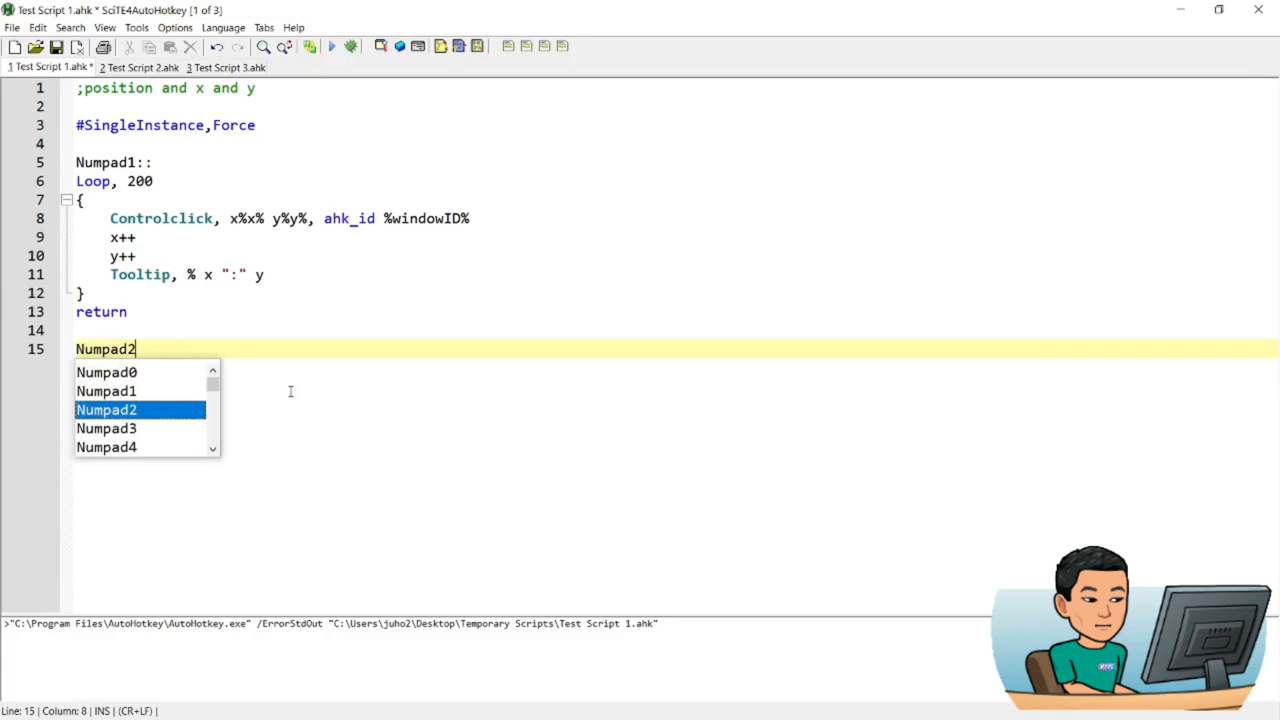 Test Script 1.ahk * SciTE4AutoHotkey [1 of 3]
File Edit Search View Tools Options Language Tabs Help
1 Test Script 1.ahk * 2 Test Script 2.ahk 3 Test Script 3.ahk
1 ;position and x and y
2
3 #SingleInstance,Force
4
5 Numpad1::
6 Loop, 200
7 {
8 Controlclick, x%x% y%y%, ahk_id %windowID%
9 x++
10 y++
11 Tooltip, % x ":" y
12 }
13 return
14
15 Numpad2
Numpad0
Numpad1
Numpad2
Numpad3
Numpad4
>"C:\Program Files\AutoHotkey\AutoHotkey.exe" /ErrorStdOut "C:\Users\juho2\Desktop\Temporary Scripts\Test Script 1.ahk"
Line: 15 | Column: 8 | INS | (CR+LF) |